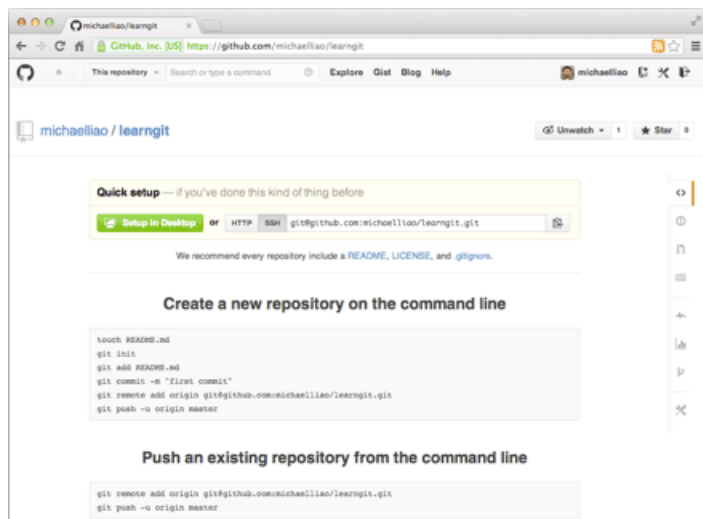 michaelliao/learngit
GitHub, Inc. [US] https://github.com/michaelliao/learngit
This repository Search or type a command Explore Gist Blog Help michaelliao
michaelliao / learngit Unwatch 1 Star 0
Quick setup — if you've done this kind of thing before
Setup in Desktop or HTTP SSH git@github.com:michaelliao/learngit.git
We recommend every repository include a README, LICENSE, and .gitignore.
Create a new repository on the command line
touch README.md
git init
git add README.md
git commit -m "first commit"
git remote add origin git@github.com:michaelliao/learngit.git
git push -u origin master
Push an existing repository from the command line
git remote add origin git@github.com:michaelliao/learngit.git
git push -u origin master